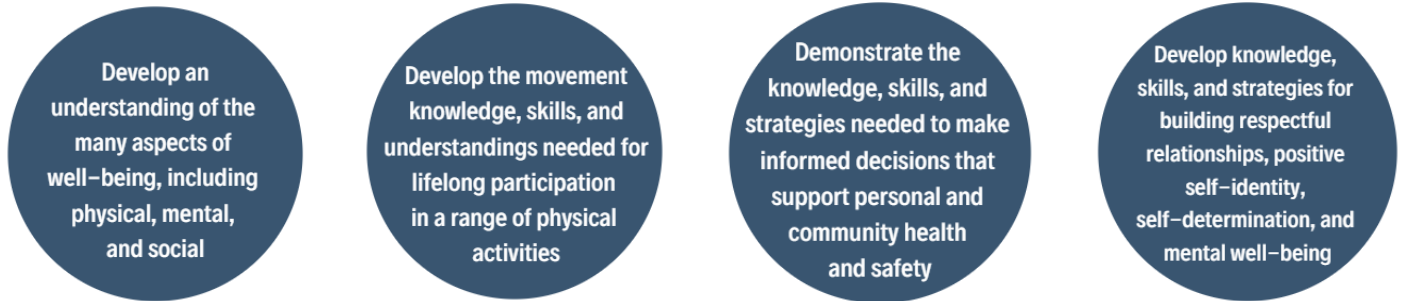 Develop an
understanding of the
many aspects of
well-being, including
physical, mental,
and social
Develop the movement
knowledge, skills, and
understandings needed for
lifelong participation
in a range of physical
activities
Demonstrate the
knowledge, skills, and
strategies needed to make
informed decisions that
support personal and
community health
and safety
Develop knowledge,
skills, and strategies for
building respectful
relationships, positive
self-identity,
self-determination, and
mental well-being